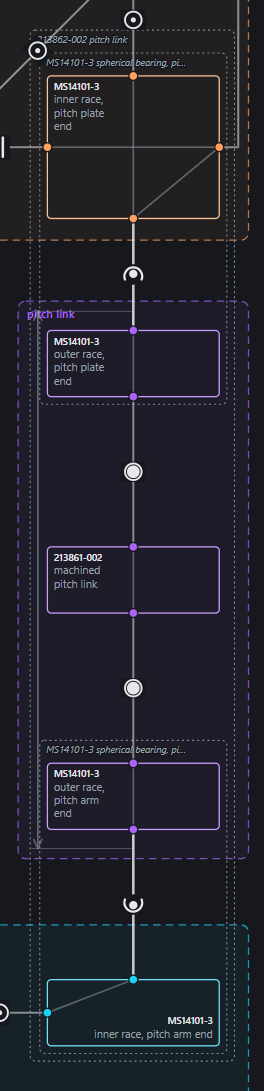 213862-002 pitch link
MS14101-3 spherical bearing, pi...
MS14101-3
inner race,
pitch plate
end
pitch link
MS14101-3
outer race,
pitch plate
end
213861-002
machined
pitch link
MS14101-3 spherical bearing, pi...
MS14101-3
outer race,
pitch arm
end
MS14101-3
inner race, pitch arm end